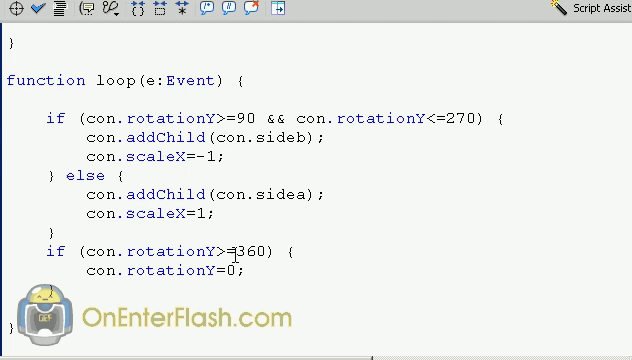 Script Assist
}
function loop(e:Event) {
if (con.rotationY>=90 && con.rotationY<=270) {
con.addChild(con.sideb);
con.scaleX=-1;
} else {
con.addChild(con.sidea);
con.scaleX=1;
}
if (con.rotationY>=360) {
con.rotationY=0;
}
OEF OnEnterFlash.com
}